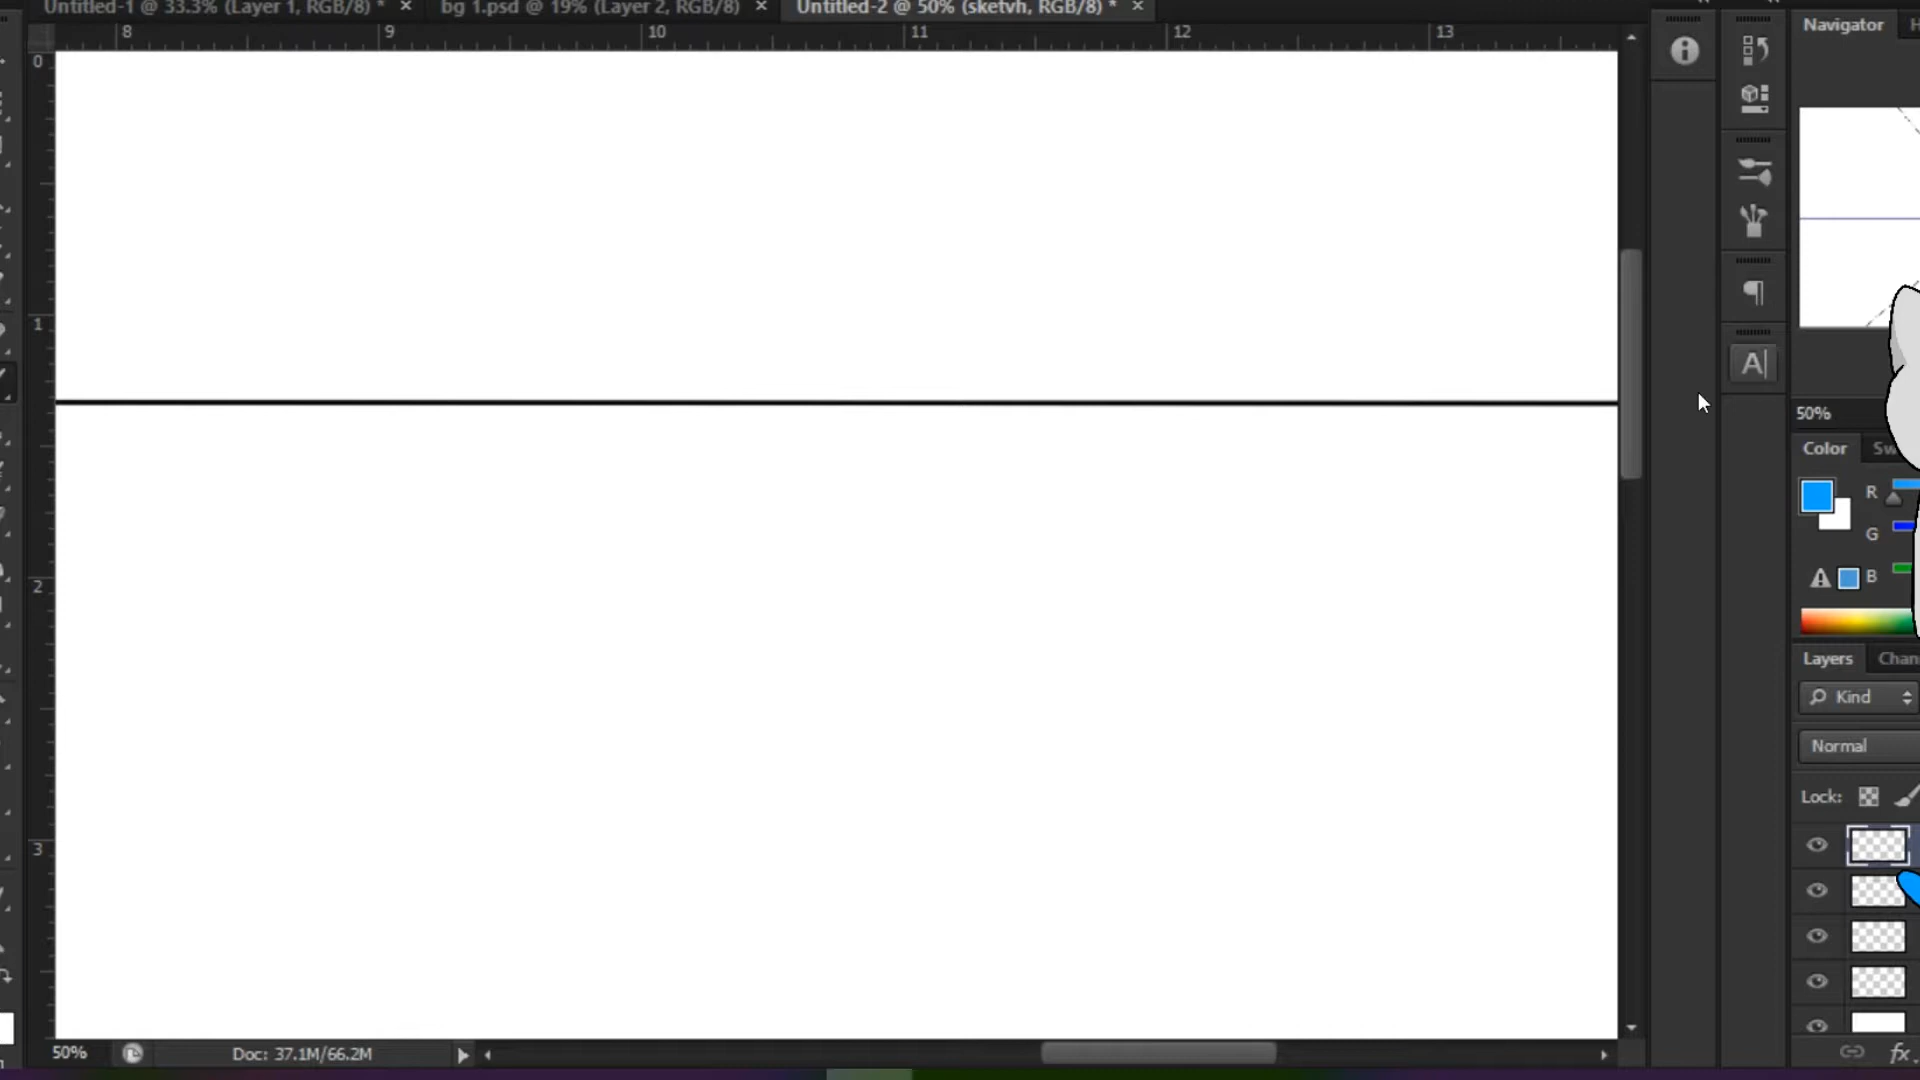 Untitled-1 @ 33.3% (Layer 1, RGB/8) *
bg 1.psd @ 19% (Layer 2, RGB/8)
Untitled-2 @ 50% (sketvh, RGB/8) *
8 9 10 11 12 13
0
1
2
3
50%
Doc: 37.1M/66.2M
A
Navigator
50%
Color
R
G
B
Layers
Kind
Normal
Lock:
fx